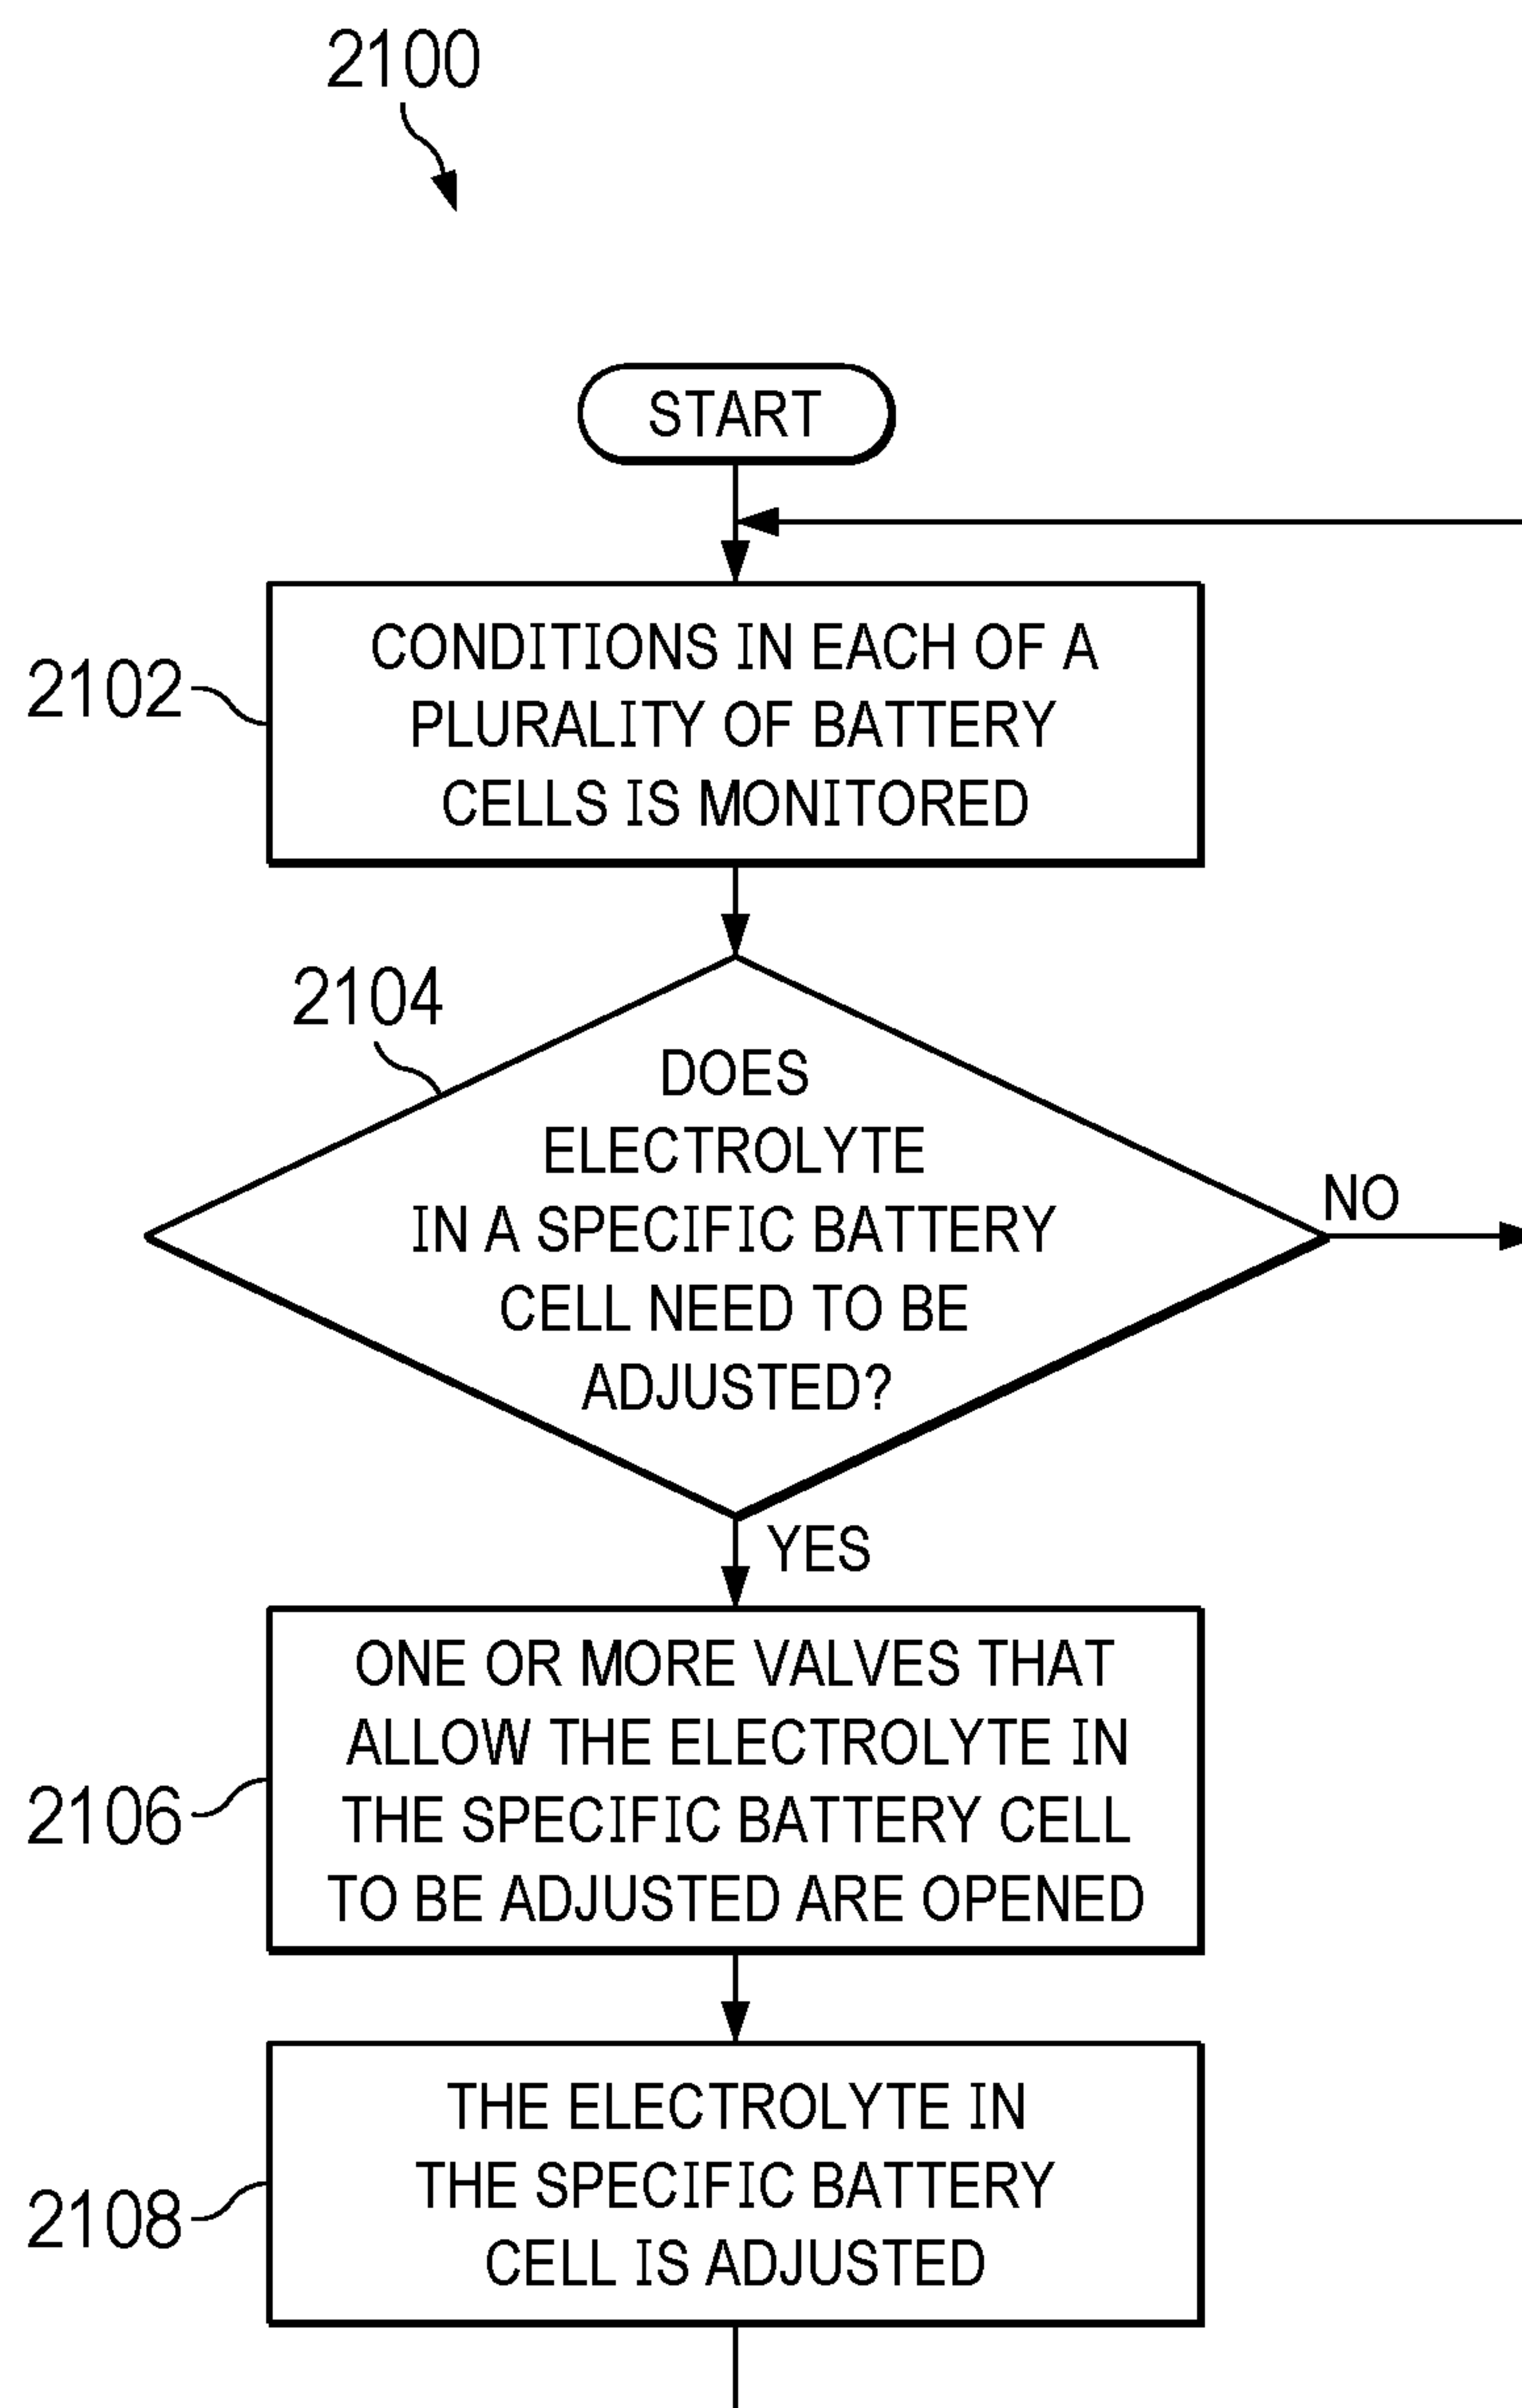 2100
START
2102
CONDITIONS IN EACH OF A
PLURALITY OF BATTERY
CELLS IS MONITORED
2104
DOES
ELECTROLYTE
IN A SPECIFIC BATTERY
CELL NEED TO BE
ADJUSTED?
NO
YES
2106
ONE OR MORE VALVES THAT
ALLOW THE ELECTROLYTE IN
THE SPECIFIC BATTERY CELL
TO BE ADJUSTED ARE OPENED
2108
THE ELECTROLYTE IN
THE SPECIFIC BATTERY
CELL IS ADJUSTED